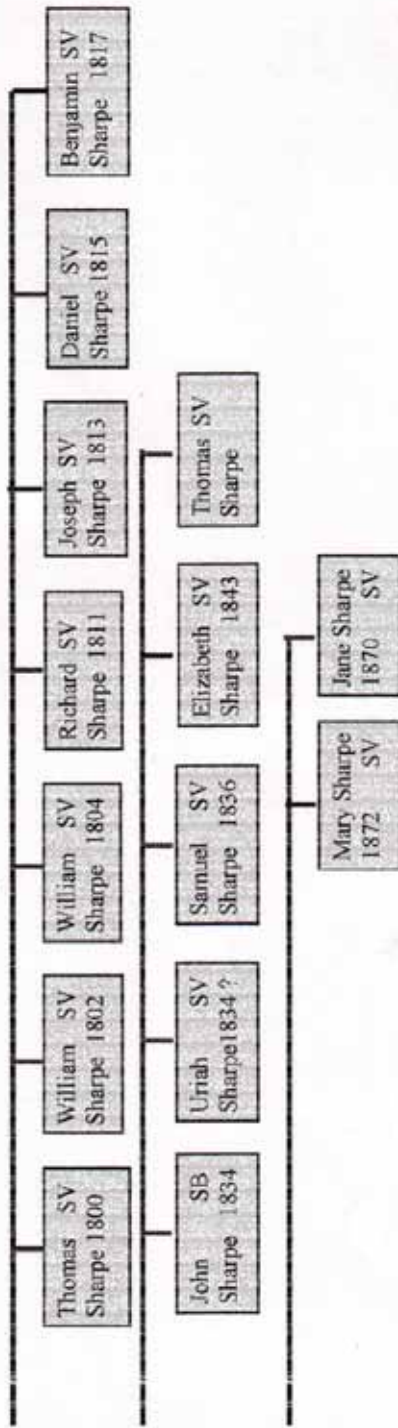 Thomas SV
Sharpe 1800
William SV
Sharpe 1802
William SV
Sharpe 1804
Richard SV
Sharpe 1811
Joseph SV
Sharpe 1813
Daniel SV
Sharpe 1815
Benjamin SV
Sharpe 1817
John SB
Sharpe 1834
Uriah SV
Sharpe1834 ?
Samuel SV
Sharpe 1836
Elizabeth SV
Sharpe 1843
Thomas SV
Sharpe
Mary Sharpe
1872 SV
Jane Sharpe
1870 SV